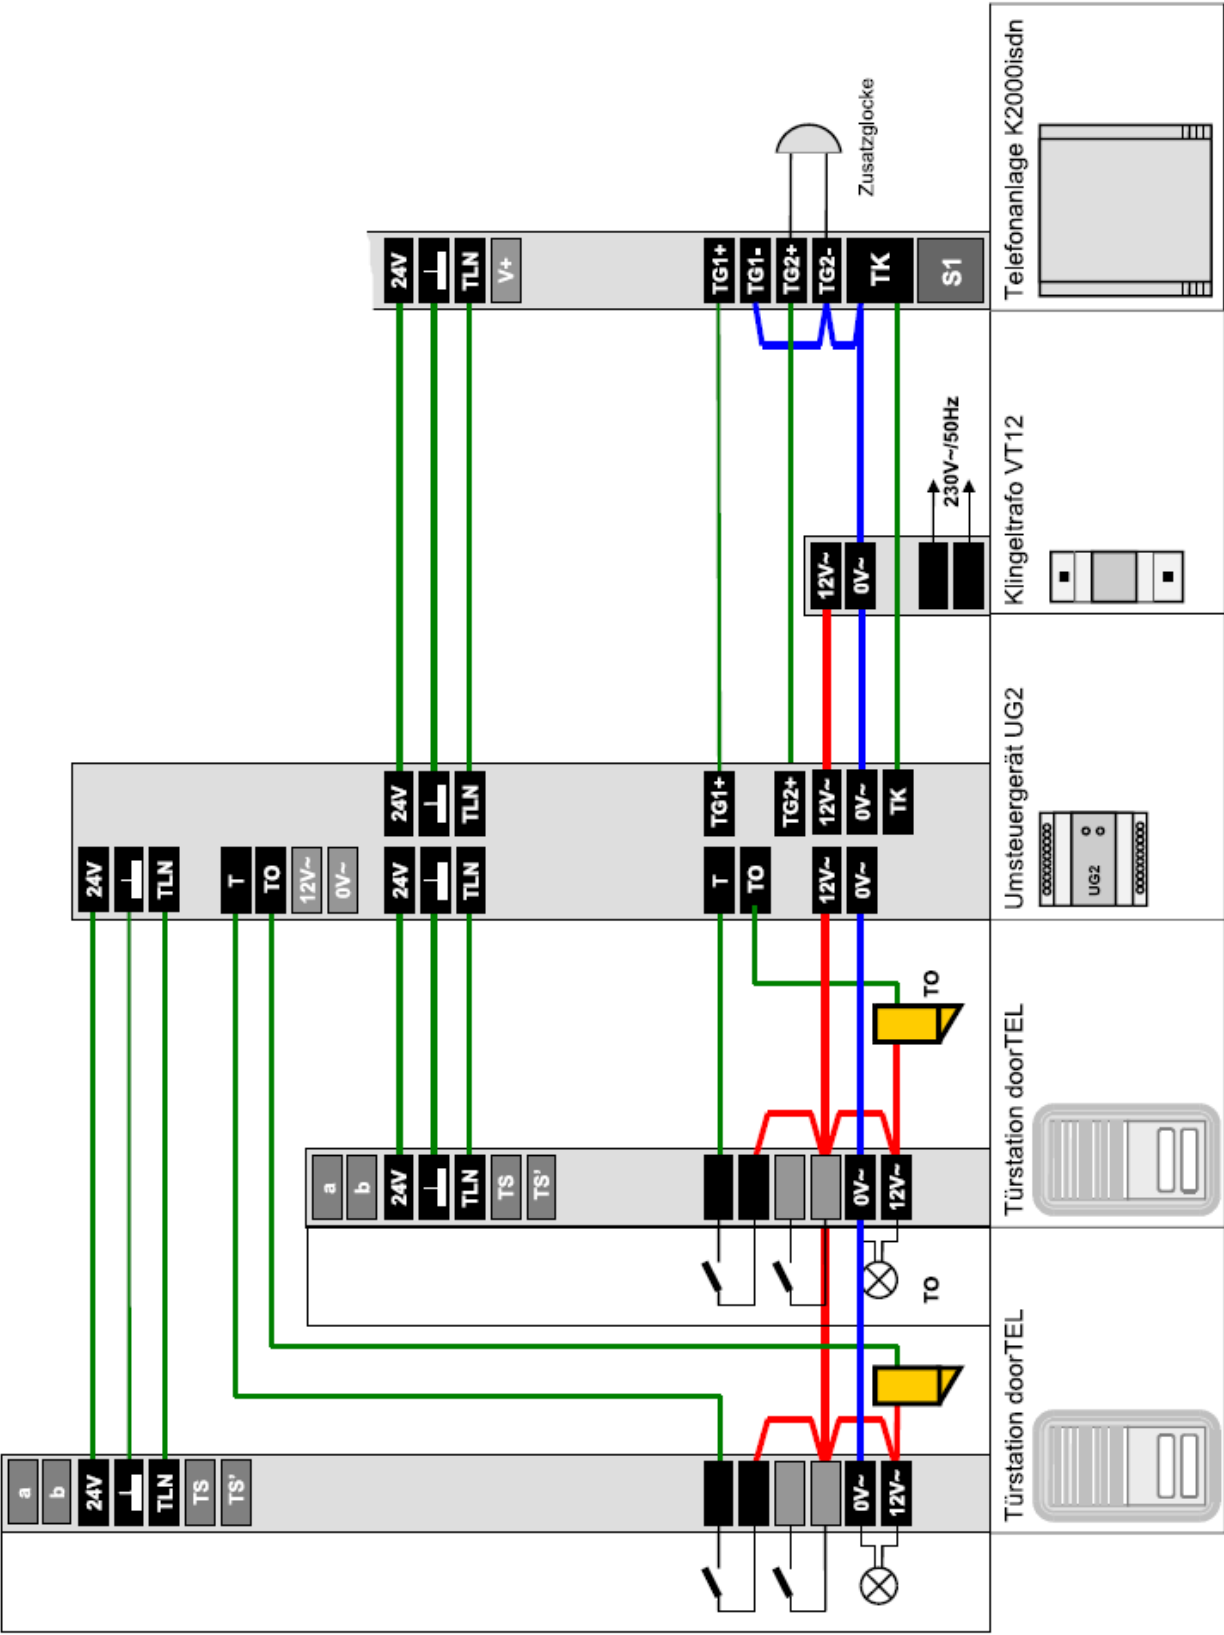 Türstation doorTEL
Türstation doorTEL
Umsteuergerät UG2
Klingeltrafo VT12
Telefonanlage K2000isdn
a
b
24V
TLN
TS
TS'
0V~
12V~
TO
a
b
24V
TLN
TS
TS'
0V~
12V~
TO
24V
TLN
T
TO
12V~
0V~
24V
TLN
T
TO
12V~
0V~
24V
TLN
TG1+
TG2+
12V~
0V~
TK
UG2
12V~
0V~
230V~/50Hz
24V
TLN
V+
TG1+
TG1-
TG2+
TG2-
TK
S1
Zusatzglocke